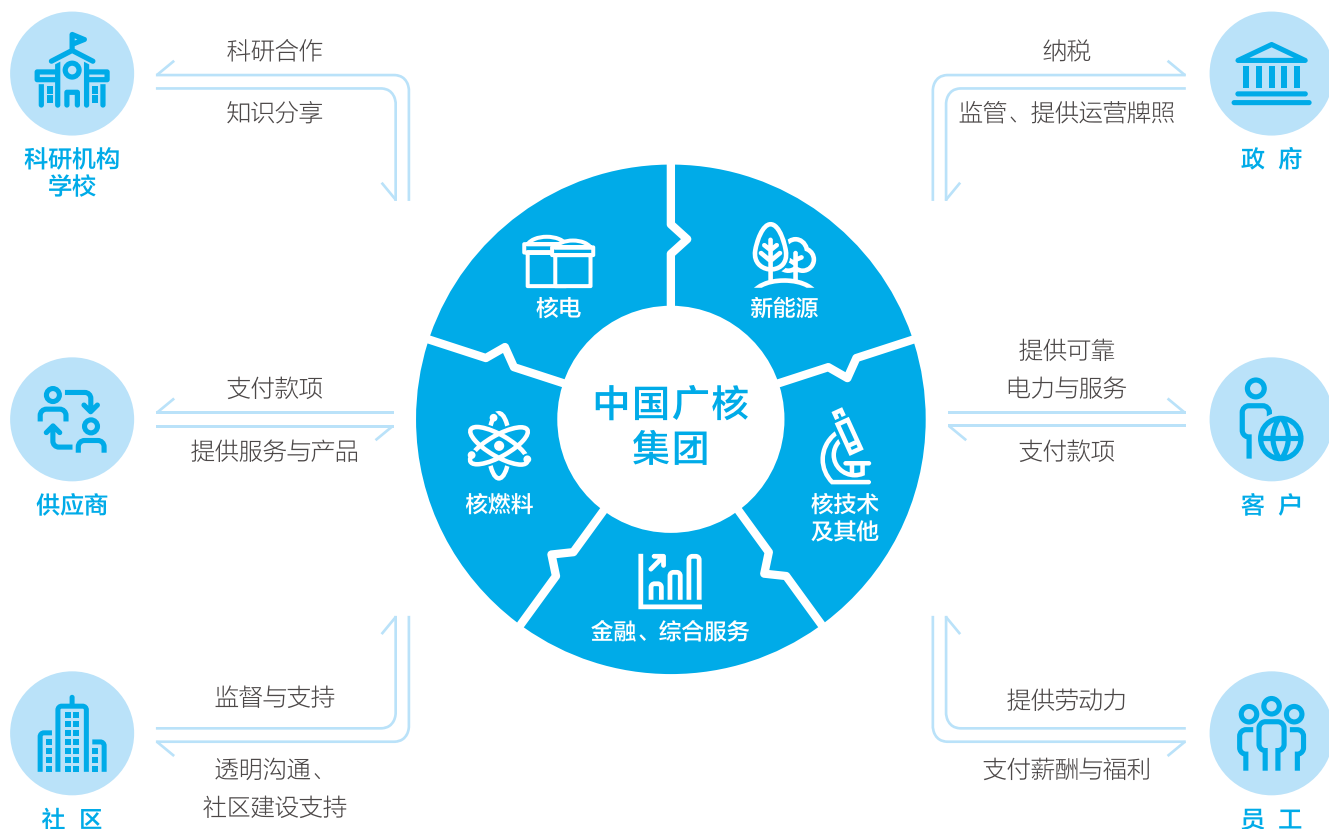 科研合作
知识分享
科研机构
学校
纳税
监管、提供运营牌照
政 府
核电
新能源
中国广核
集团
核燃料
核技术
及其他
金融、综合服务
支付款项
提供服务与产品
供应商
提供可靠
电力与服务
支付款项
客 户
监督与支持
透明沟通、
社区建设支持
社 区
提供劳动力
支付薪酬与福利
员 工